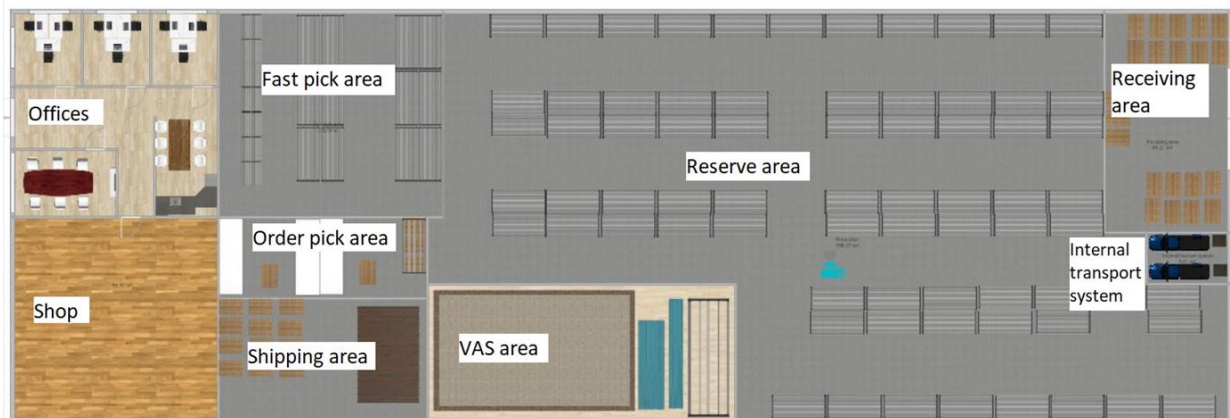 Fast pick area
Receiving
area
Offices
Reserve area
Order pick area
Internal
transport
system
Shop
Shipping area
VAS area